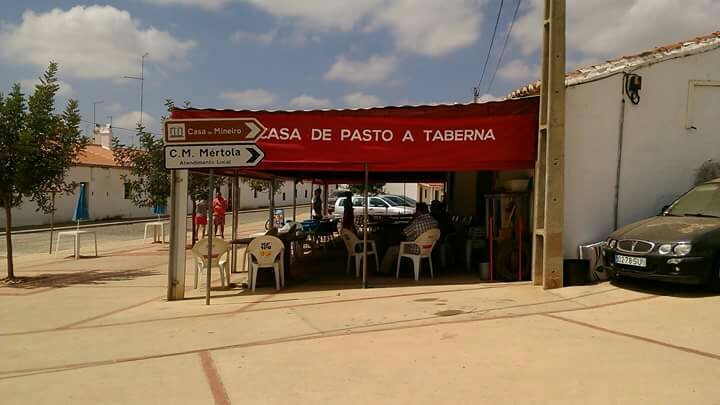 Casa do Mineiro
CASA DE PASTO A TABERNA
C.M. Mértola
Atendimento Local